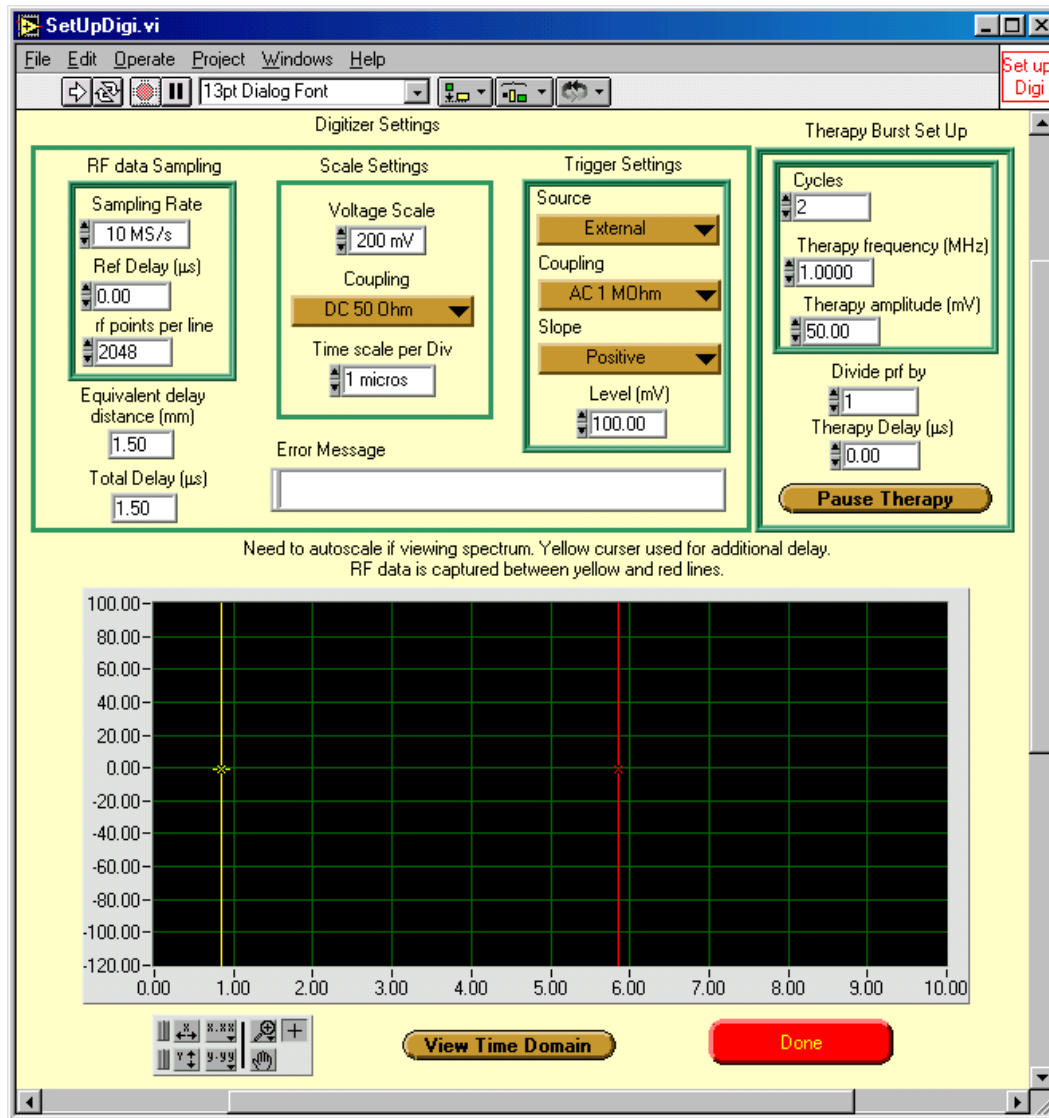 SetUpDigi.vi
File Edit Operate Project Windows Help
13pt Dialog Font
Set up
Digi
Digitizer Settings
Therapy Burst Set Up
RF data Sampling
Sampling Rate
10 MS/s
Ref Delay (µs)
0.00
rf points per line
2048
Equivalent delay
distance (mm)
1.50
Total Delay (µs)
1.50
Scale Settings
Voltage Scale
200 mV
Coupling
DC 50 Ohm
Time scale per Div
1 micros
Error Message
Trigger Settings
Source
External
Coupling
AC 1 MOhm
Slope
Positive
Level (mV)
100.00
Cycles
2
Therapy frequency (MHz)
1.0000
Therapy amplitude (mV)
50.00
Divide prf by
1
Therapy Delay (µs)
0.00
Pause Therapy
Need to autoscale if viewing spectrum. Yellow curser used for additional delay.
RF data is captured between yellow and red lines.
100.00
80.00
60.00
40.00
20.00
0.00
-20.00
-40.00
-60.00
-80.00
-100.00
-120.00
0.00 1.00 2.00 3.00 4.00 5.00 6.00 7.00 8.00 9.00 10.00
X x.xx
Y y.yy
View Time Domain
Done